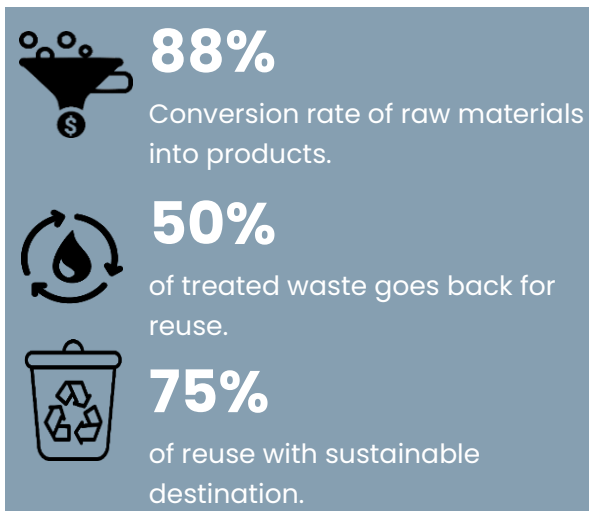 88%
Conversion rate of raw materials
into products.
$
50%
of treated waste goes back for
reuse.
75%
of reuse with sustainable
destination.